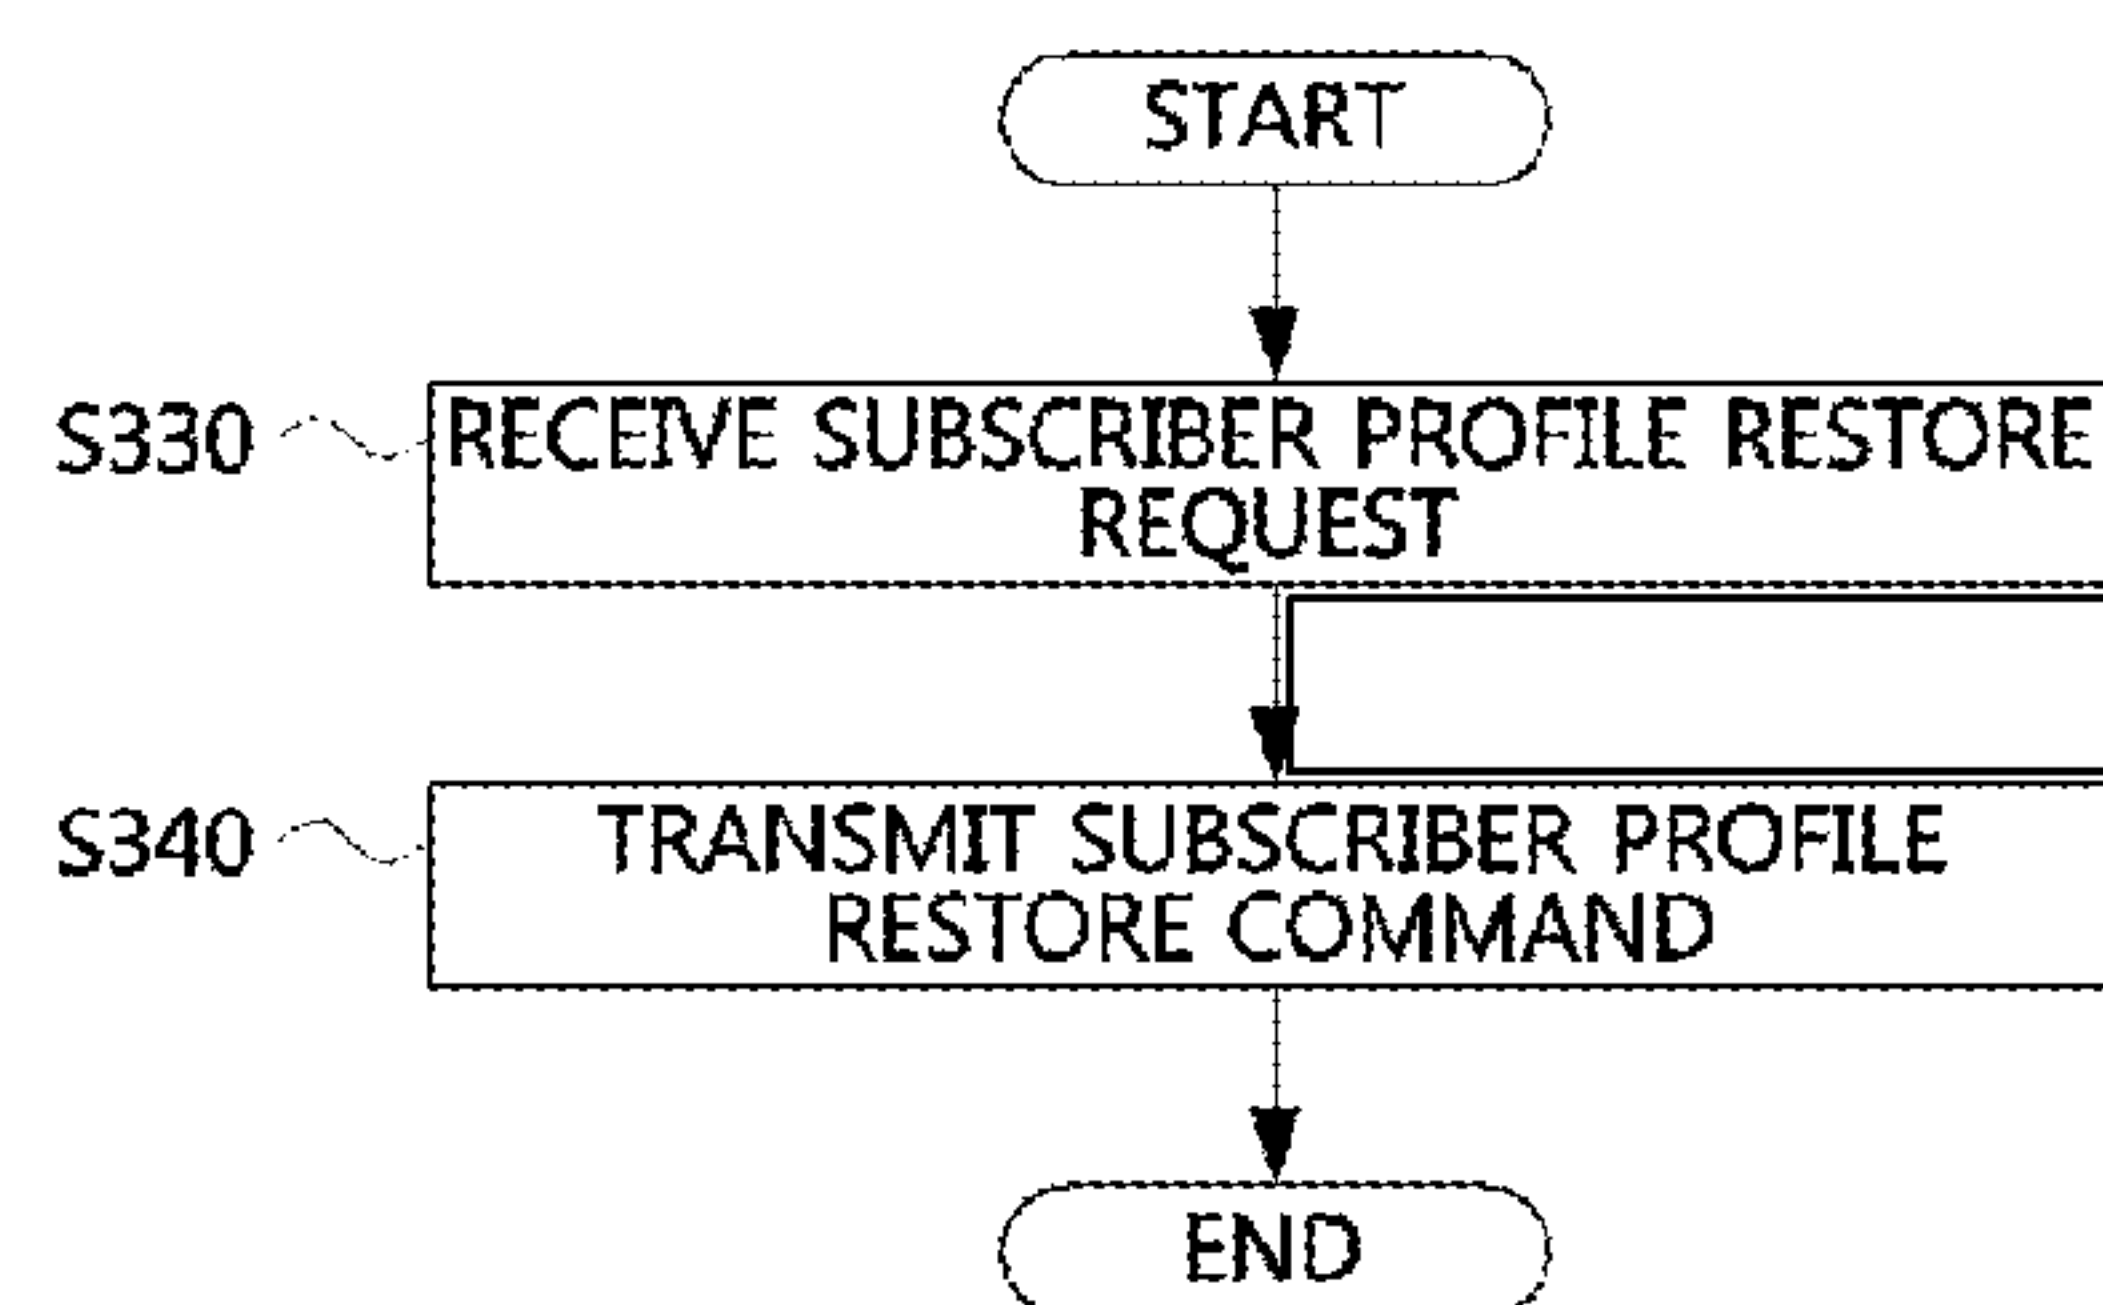 START
S330
RECEIVE SUBSCRIBER PROFILE RESTORE
REQUEST
S340
TRANSMIT SUBSCRIBER PROFILE
RESTORE COMMAND
END